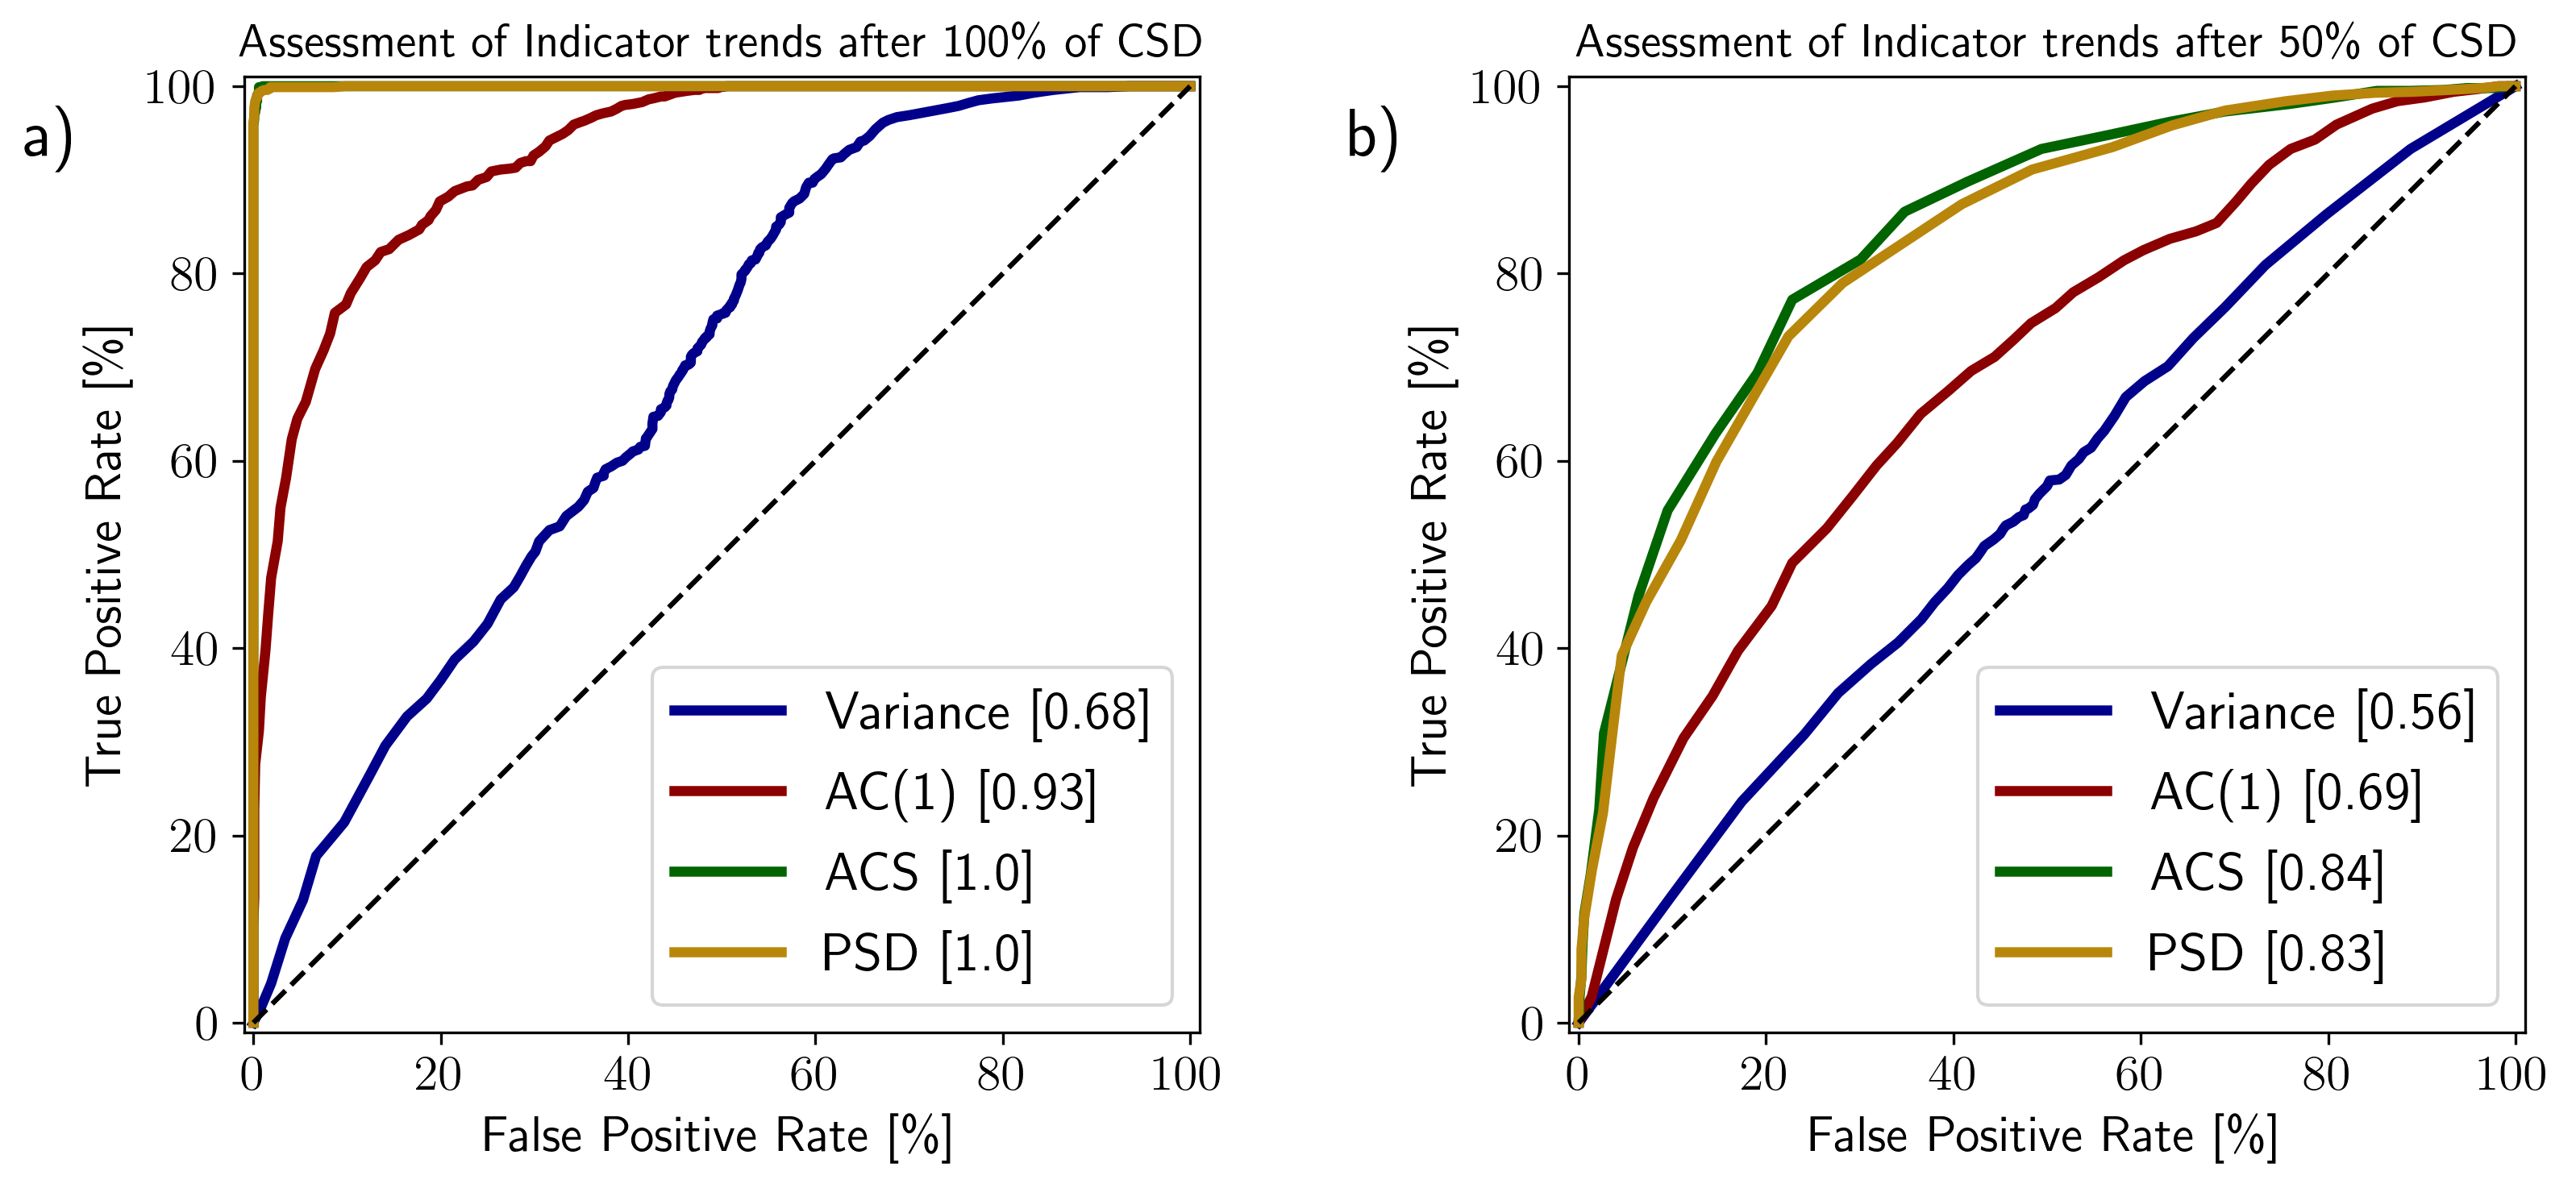 Assessment of Indicator trends after 100% of CSD
a)
True Positive Rate [%]
100
80
60
40
20
0
Variance [0.68]
AC(1) [0.93]
ACS [1.0]
PSD [1.0]
0 20 40 60 80 100
False Positive Rate [%]
Assessment of Indicator trends after 50% of CSD
b)
True Positive Rate [%]
100
80
60
40
20
0
Variance [0.56]
AC(1) [0.69]
ACS [0.84]
PSD [0.83]
0 20 40 60 80 100
False Positive Rate [%]